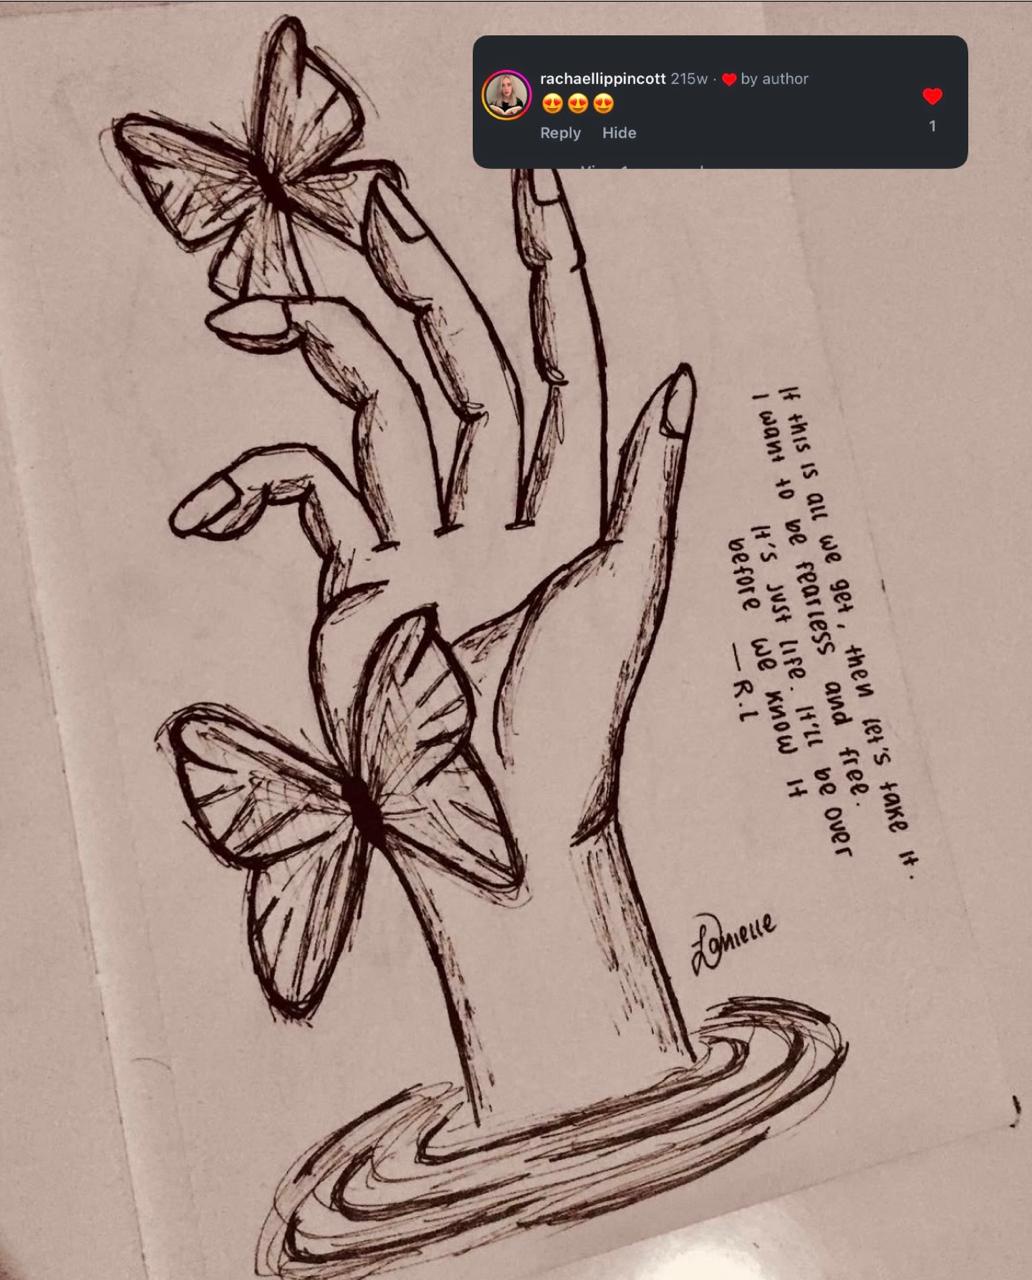 rachaellippincott 215w · ❤️ by author
😍😍😍
1
Reply Hide
If this is all we get, then let's take it.
I want to be fearless and free.
It's just life. It'll be over
before we know it
— R.L
Danielle